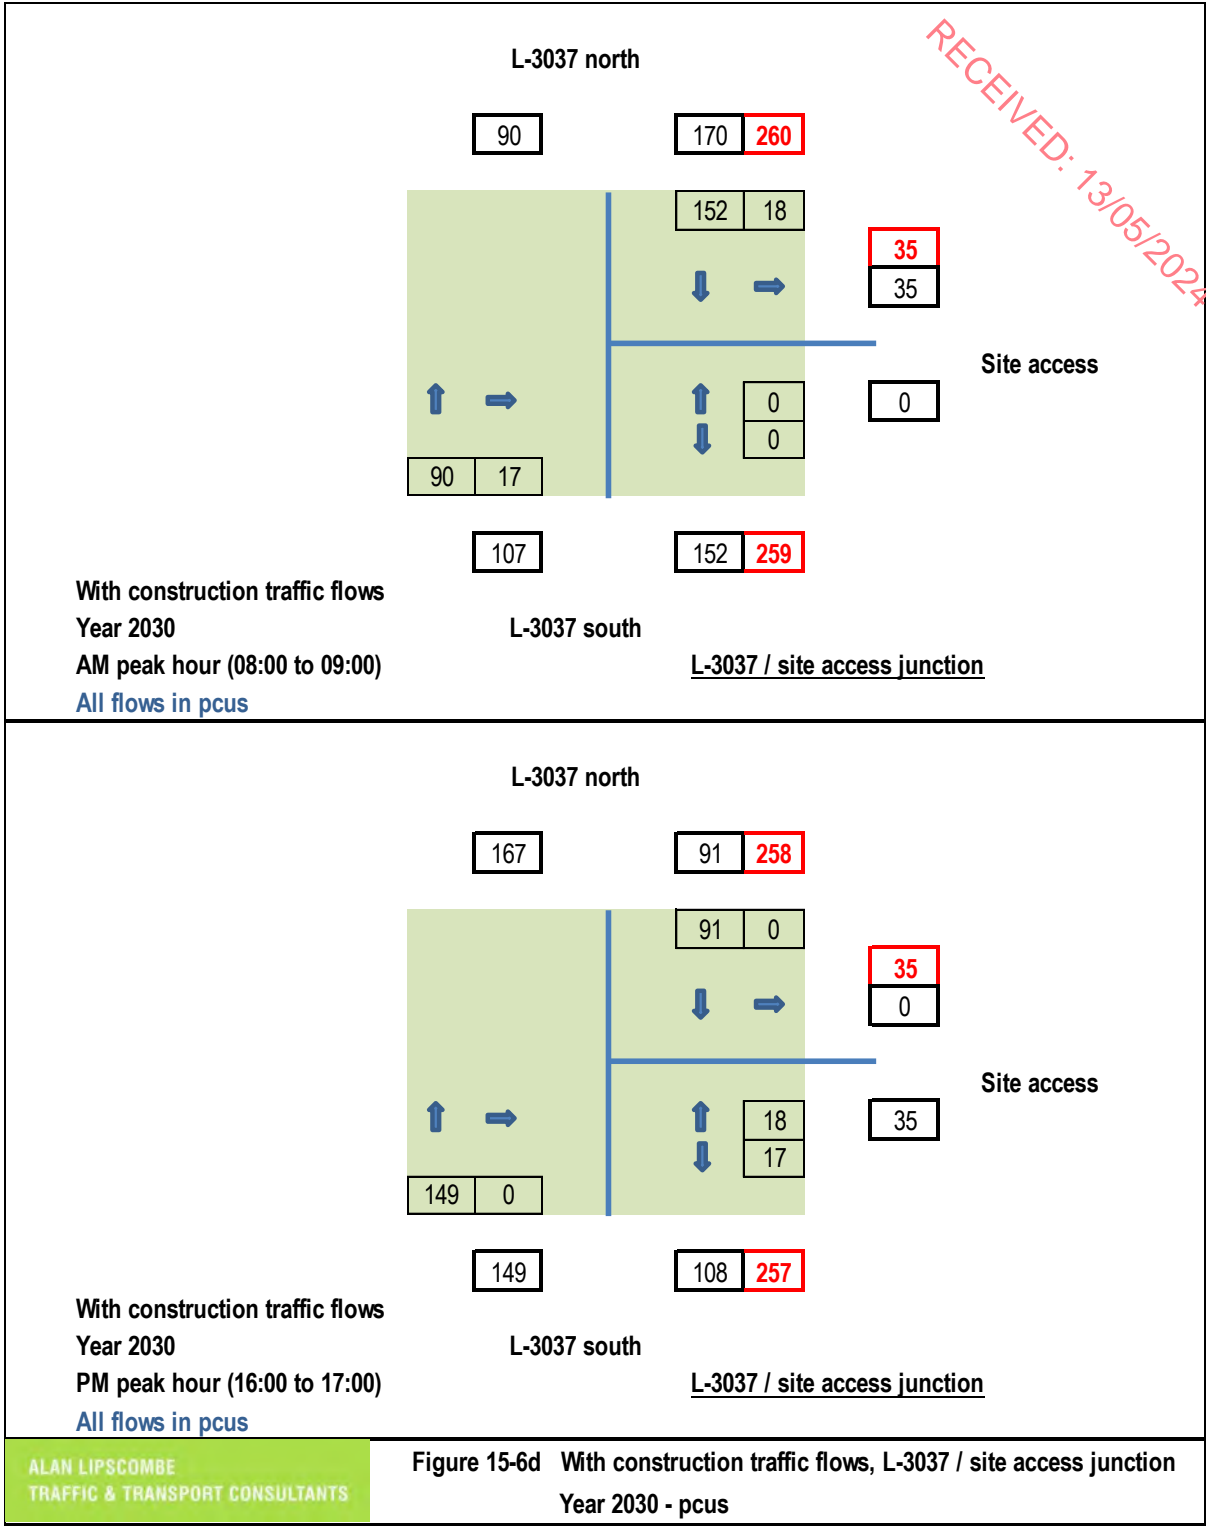 RECEIVED: 13/05/2024
L-3037 north
90 170 260
152 18
35
35
Site access
0 0
0
90 17
107 152 259
With construction traffic flows
Year 2030 L-3037 south
AM peak hour (08:00 to 09:00) L-3037 / site access junction
All flows in pcus
L-3037 north
167 91 258
91 0
35
0
Site access
18 35
17
149 0
149 108 257
With construction traffic flows
Year 2030 L-3037 south
PM peak hour (16:00 to 17:00) L-3037 / site access junction
All flows in pcus
ALAN LIPSCOMBE
TRAFFIC & TRANSPORT CONSULTANTS
Figure 15-6d With construction traffic flows, L-3037 / site access junction
Year 2030 - pcus